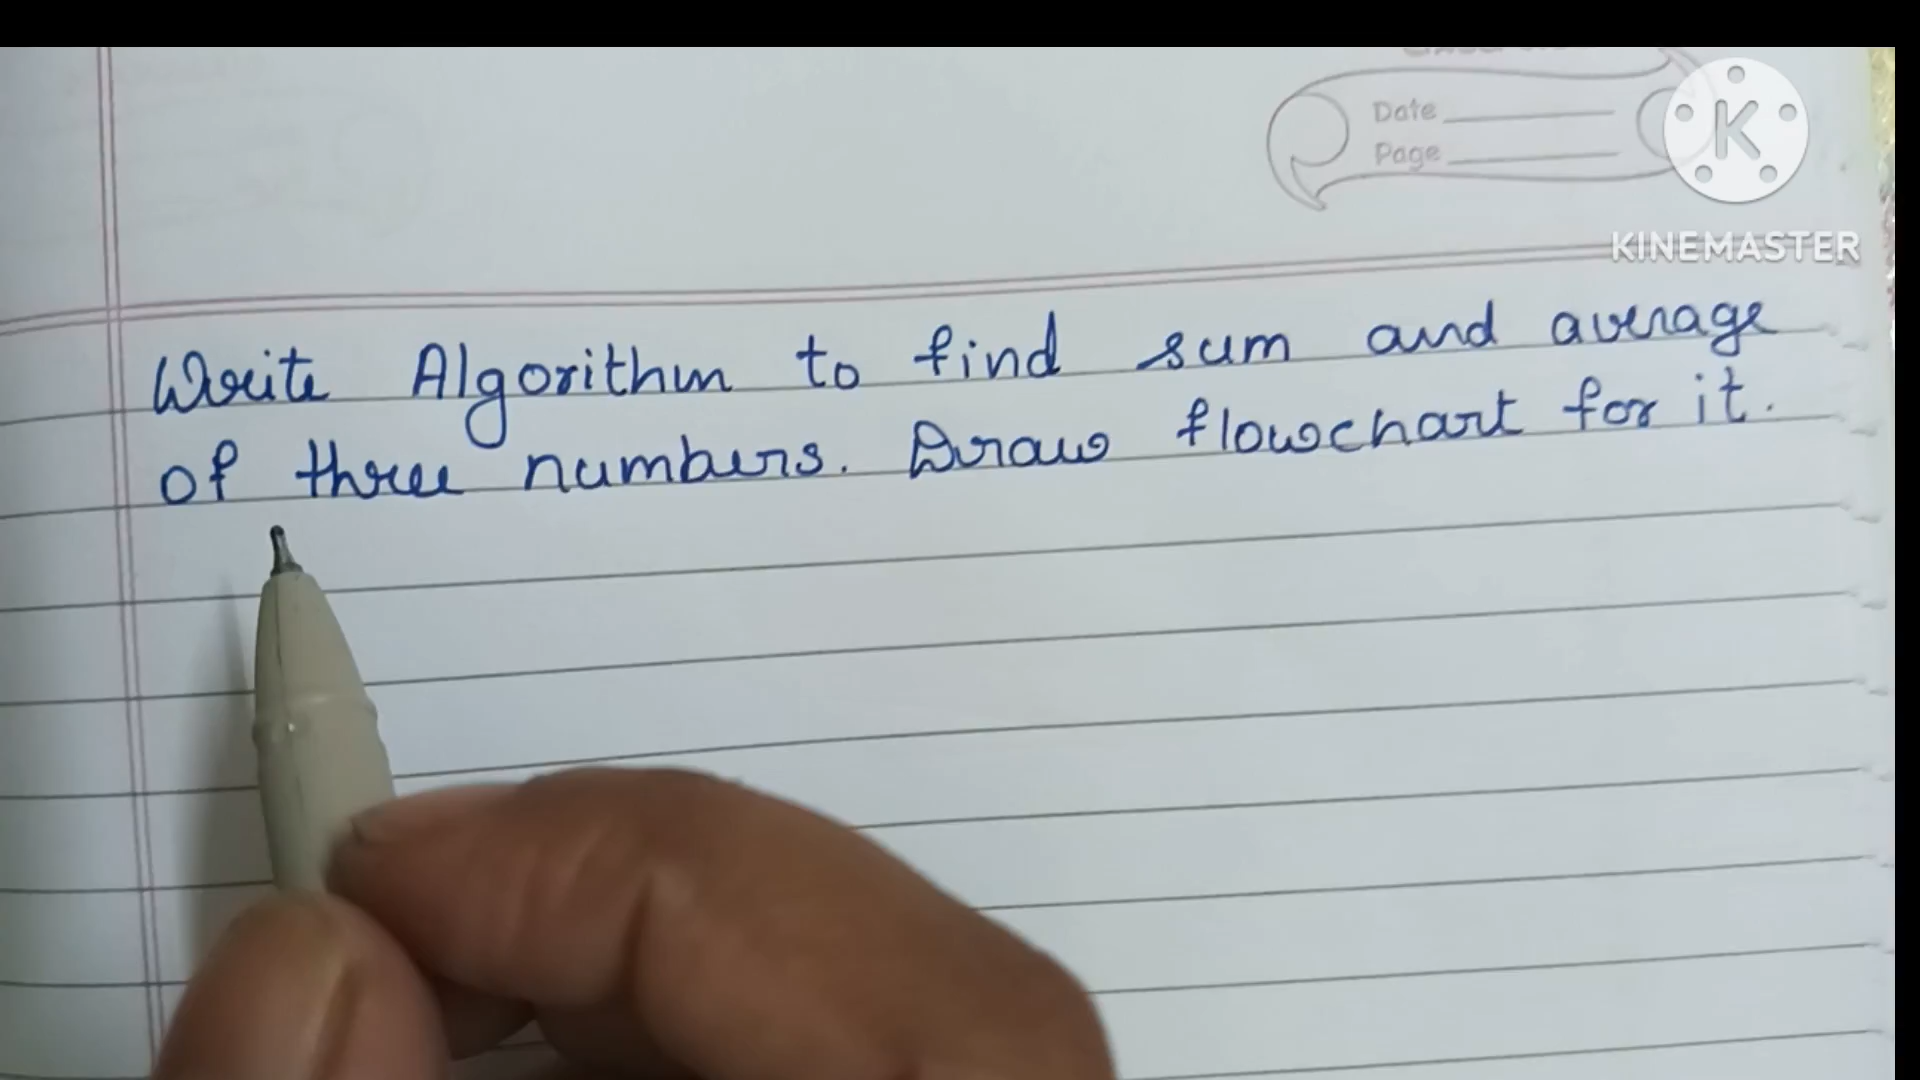 Date
Page
KINEMASTER
Write Algorithm to find sum and average
of three numbers. Draw flowchart for it.